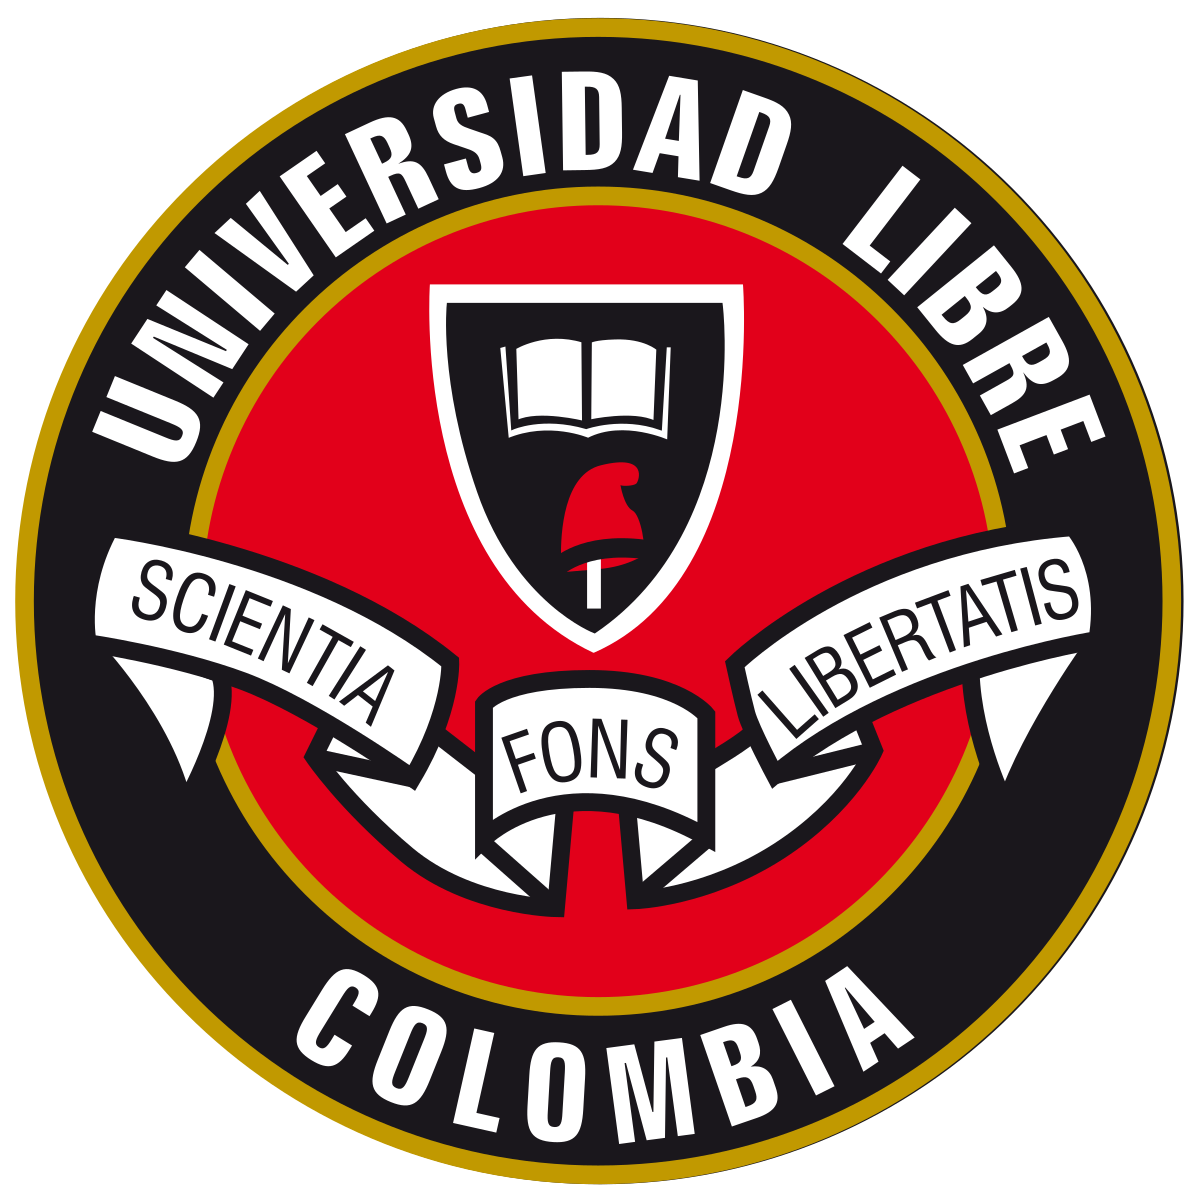 UNIVERSIDAD LIBRE
SCIENTIA
FONS
LIBERTATIS
COLOMBIA